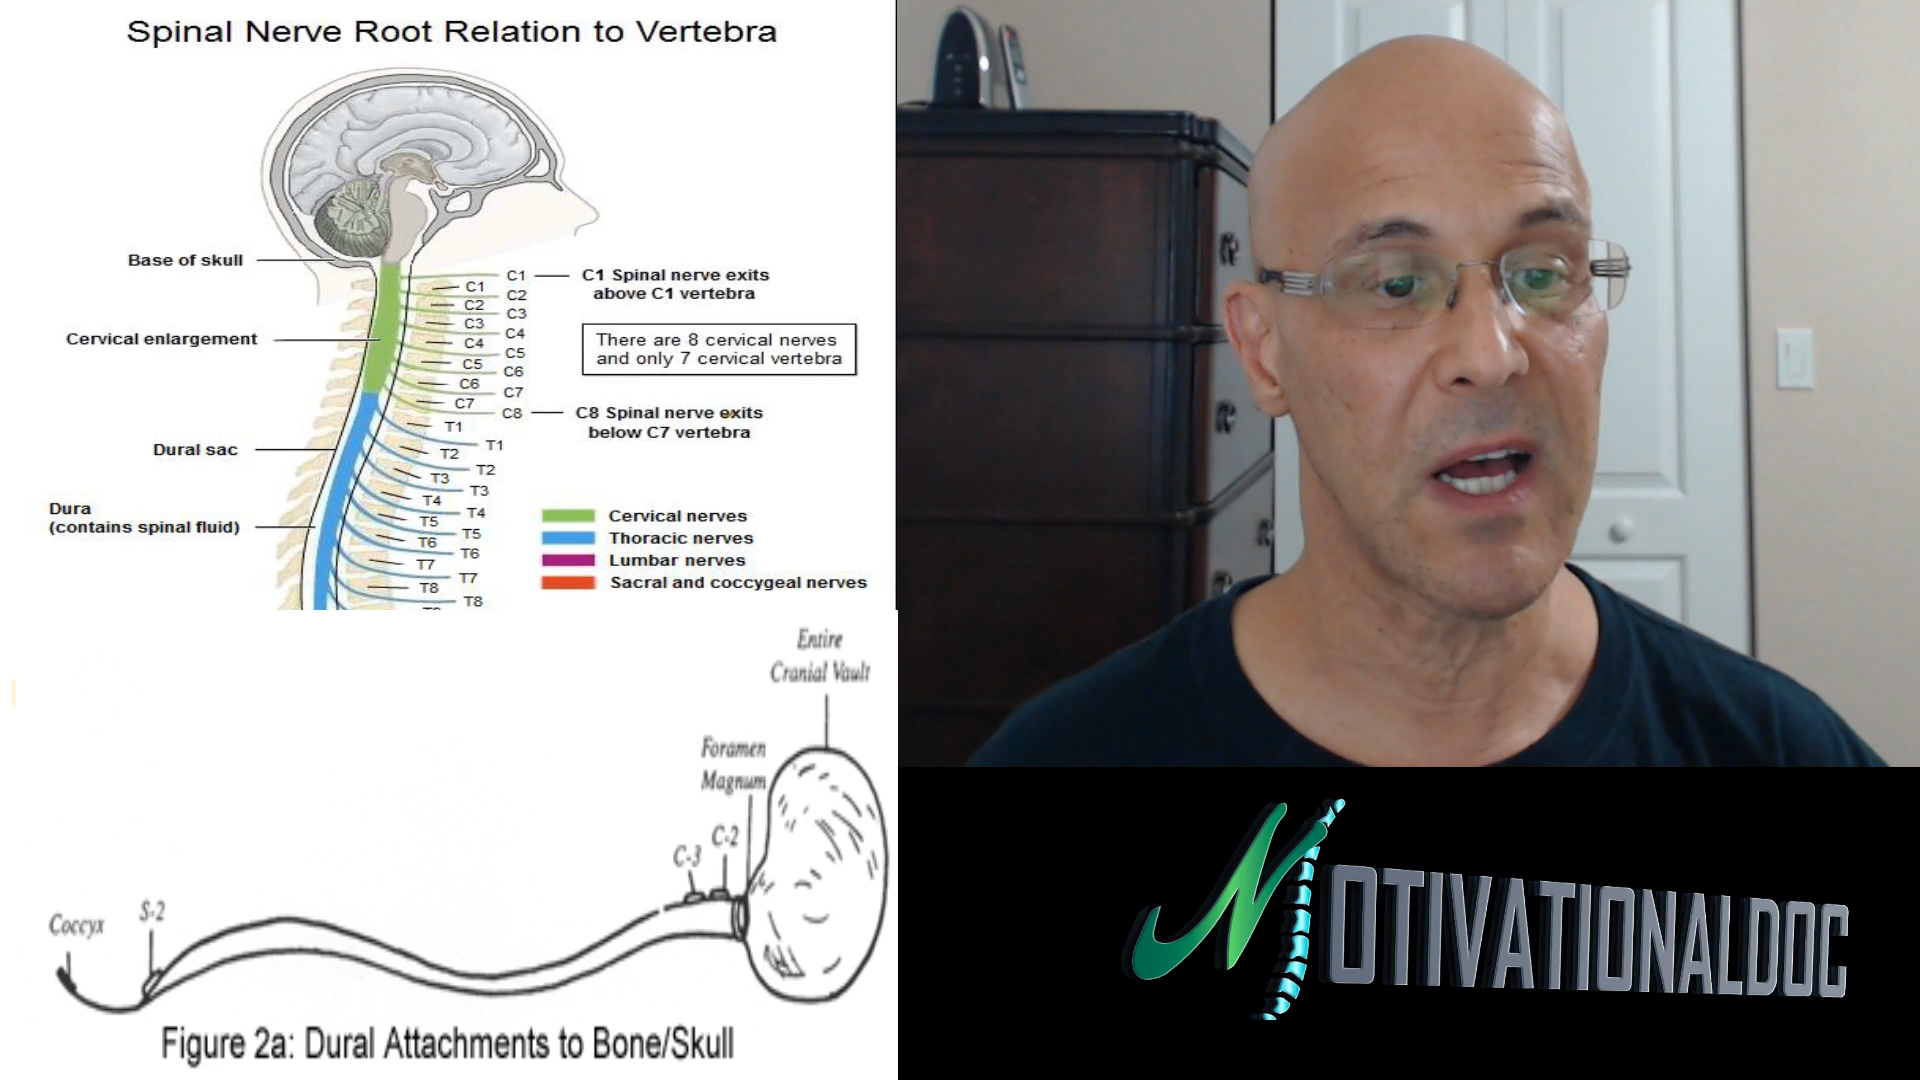 Spinal Nerve Root Relation to Vertebra
Base of skull
Cervical enlargement
Dural sac
Dura
(contains spinal fluid)
C1
C1
C2
C2
C3
C3
C4
C4
C5
C5
C6
C6
C7
C7
C8
T1
T1
T2
T2
T3
T3
T4
T4
T5
T5
T6
T6
T7
T7
T8
T8
C1 Spinal nerve exits
above C1 vertebra
There are 8 cervical nerves
and only 7 cervical vertebra
C8 Spinal nerve exits
below C7 vertebra
Cervical nerves
Thoracic nerves
Lumbar nerves
Sacral and coccygeal nerves
Entire
Cranial Vault
Foramen
Magnum
C-2
C-3
S-2
Coccyx
Figure 2a: Dural Attachments to Bone/Skull
MOTIVATIONALDOC